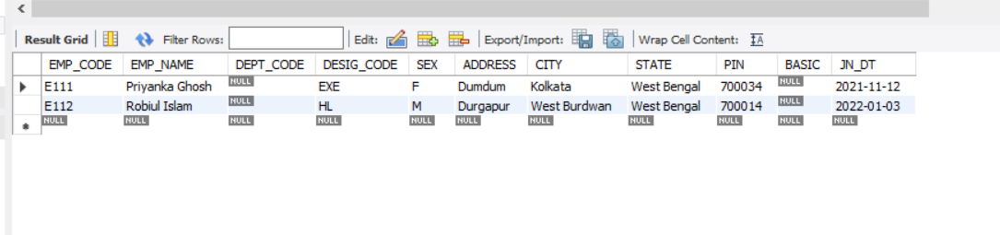 Result Grid Filter Rows: Edit: Export/Import: Wrap Cell Content: IA
EMP_CODE EMP_NAME DEPT_CODE DESIG_CODE SEX ADDRESS CITY STATE PIN BASIC JN_DT
E111 Priyanka Ghosh NULL EXE F Dumdum Kolkata West Bengal 700034 NULL 2021-11-12
E112 Robiul Islam NULL HL M Durgapur West Burdwan West Bengal 700014 NULL 2022-01-03
NULL NULL NULL NULL NULL NULL NULL NULL NULL NULL NULL